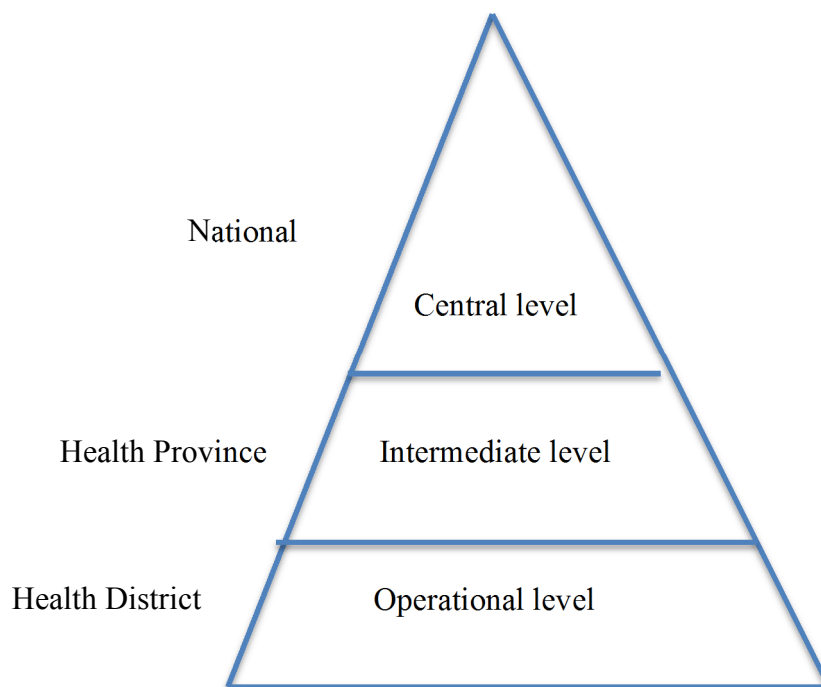 National
Central level
Health Province
Intermediate level
Health District
Operational level